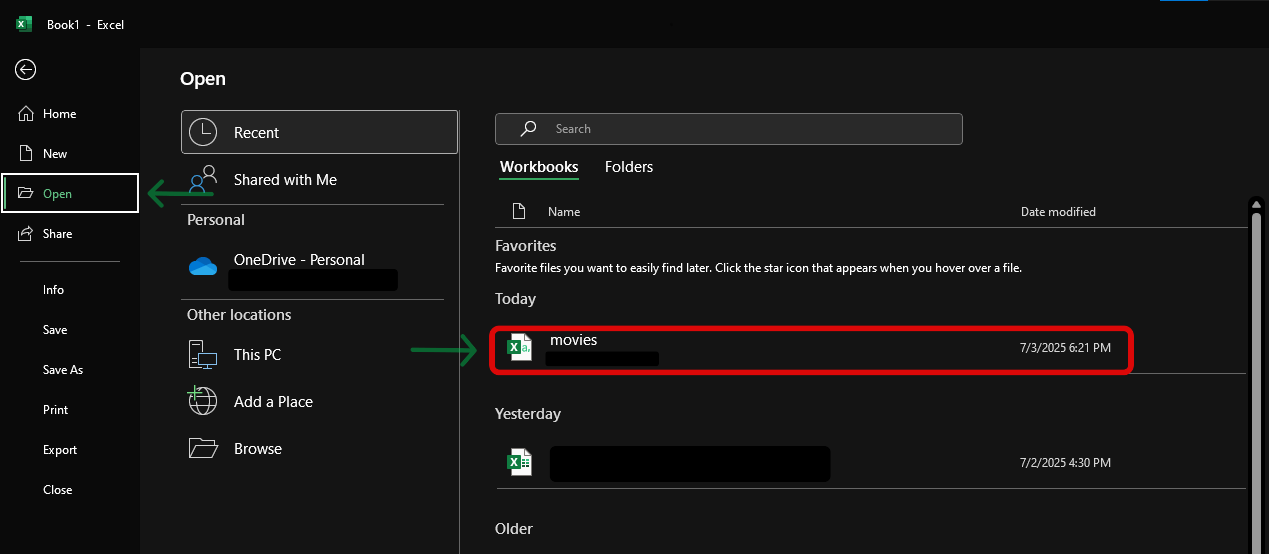 Book1 - Excel
Home
New
Open
Share
Info
Save
Save As
Print
Export
Close
Open
Recent
Shared with Me
Personal
OneDrive - Personal
Other locations
This PC
Add a Place
Browse
Search
Workbooks Folders
Name Date modified
Favorites
Favorite files you want to easily find later. Click the star icon that appears when you hover over a file.
Today
movies
7/3/2025 6:21 PM
Yesterday
7/2/2025 4:30 PM
Older